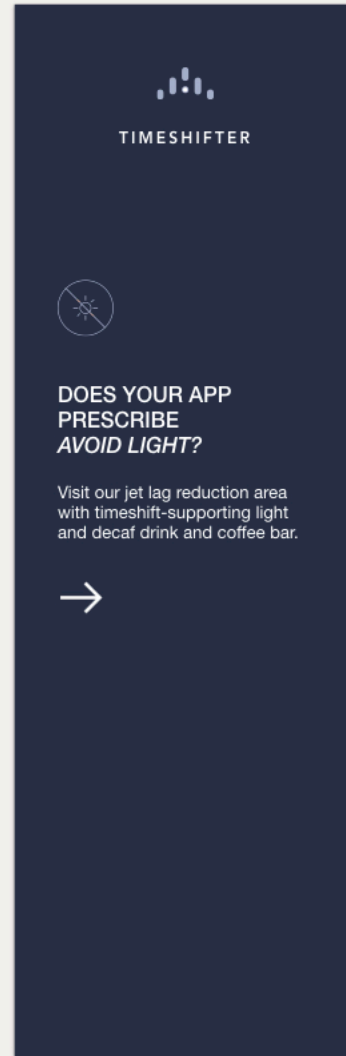 TIMESHIFTER
DOES YOUR APP
PRESCRIBE
AVOID LIGHT?
Visit our jet lag reduction area
with timeshift-supporting light
and decaf drink and coffee bar.